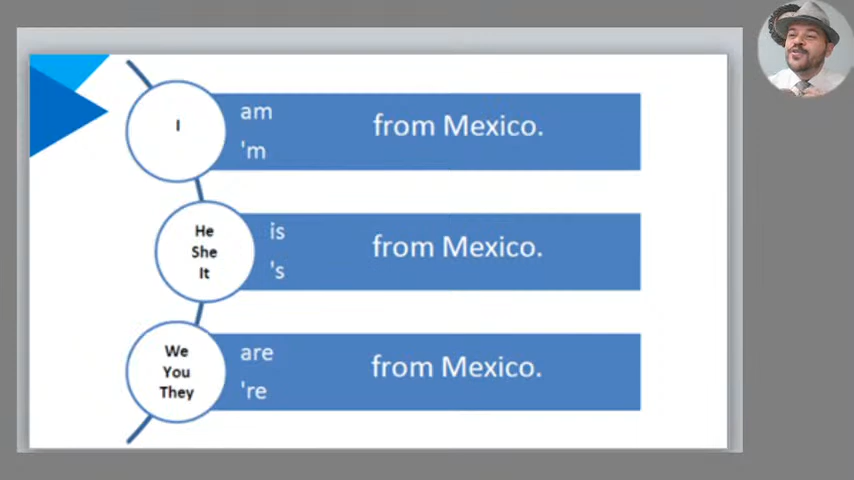 I
am
'm
from Mexico.
He
She
It
is
's
from Mexico.
We
You
They
are
're
from Mexico.